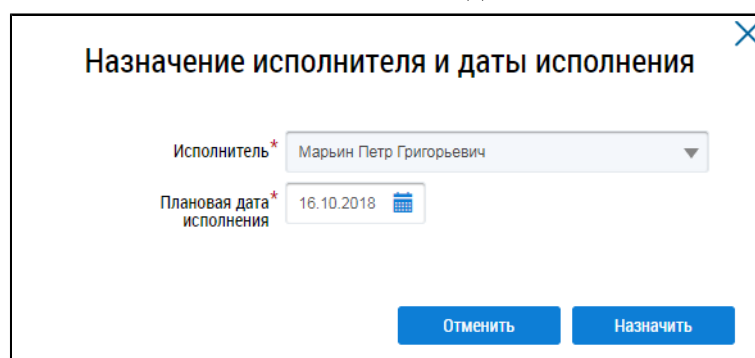 Назначение исполнителя и даты исполнения
Исполнитель* Марьин Петр Григорьевич
Плановая дата* 16.10.2018
исполнения
Отменить Назначить